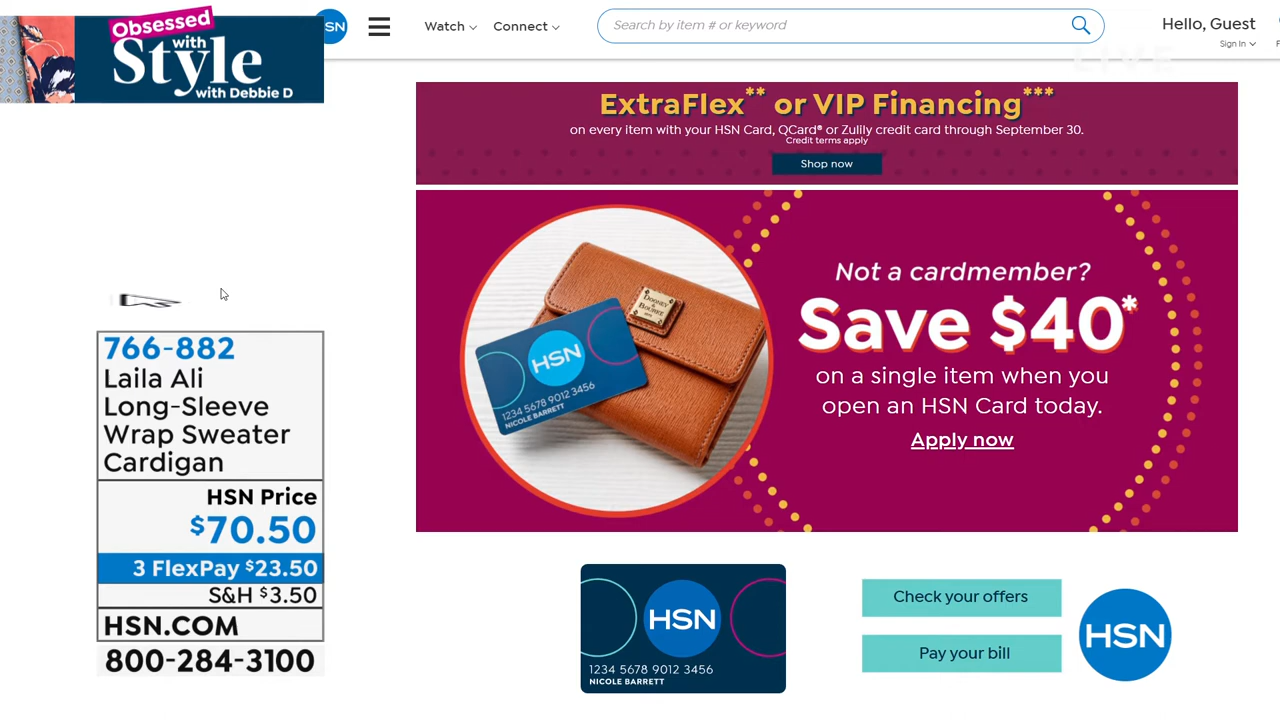 Obsessed
with
Style
with Debbie D
HSN
Watch
Connect
Search by item # or keyword
Hello, Guest
Sign In
LIVE
ExtraFlex** or VIP Financing***
on every item with your HSN Card, QCard® or Zulily credit card through September 30.
Credit terms apply
Shop now
Not a cardmember?
Save $40*
on a single item when you
open an HSN Card today.
Apply now
DOONEY
&
BOURKE
HSN
1234 5678 9012 3456
NICOLE BARRETT
766-882
Laila Ali
Long-Sleeve
Wrap Sweater
Cardigan
HSN Price
$70.50
3 FlexPay $23.50
S&H $3.50
HSN.COM
800-284-3100
HSN
1234 5678 9012 3456
NICOLE BARRETT
Check your offers
Pay your bill
HSN